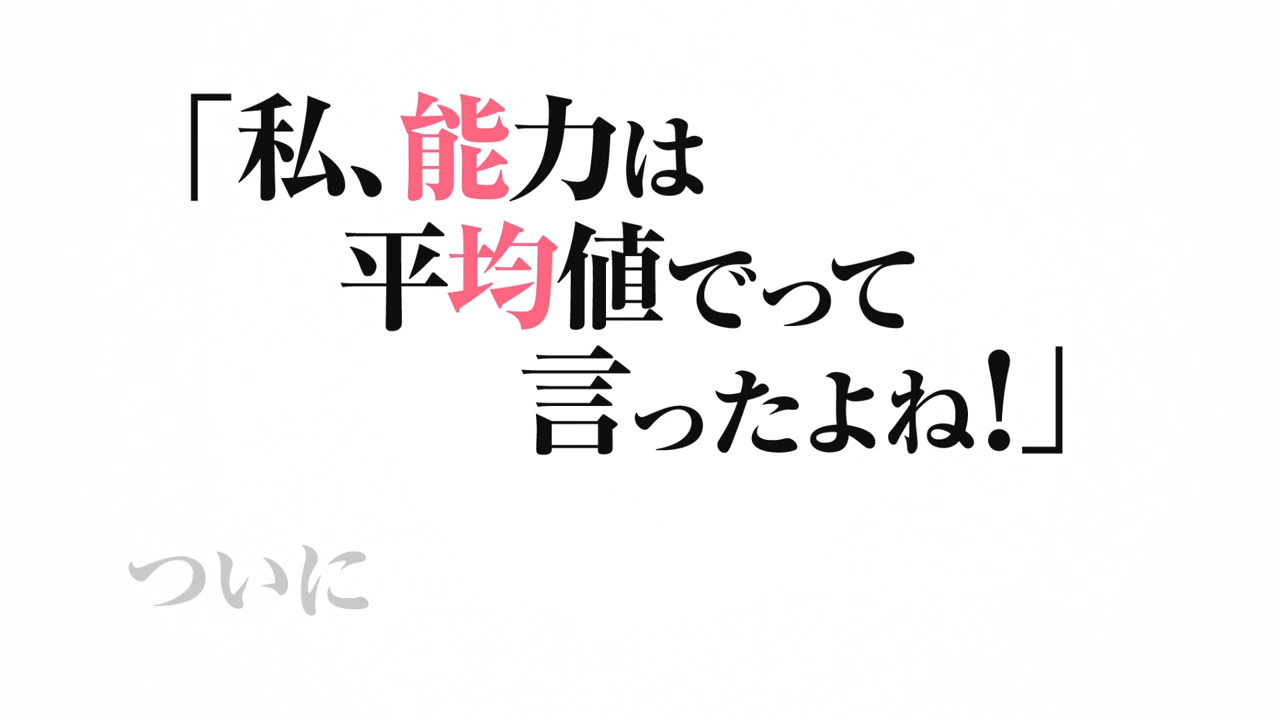 「私、能力は
平均値でって
言ったよね!」
ついに